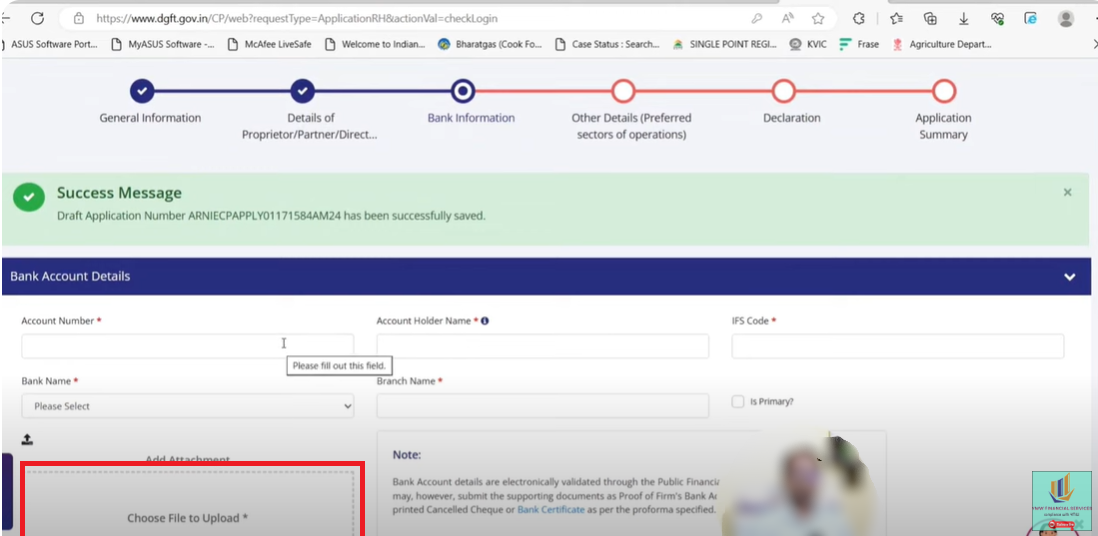 https://www.dgft.gov.in/CP/web?requestType=ApplicationRH&actionVal=checkLogin
ASUS Software Port... MyASUS Software -... McAfee LiveSafe Welcome to Indian... Bharatgas (Cook Fo... Case Status : Search... SINGLE POINT REGI... KVIC Frase Agriculture Depart...
General Information
Details of
Proprietor/Partner/Direct...
Bank Information
Other Details (Preferred
sectors of operations)
Declaration
Application
Summary
Success Message
Draft Application Number ARNIECPAPPLY01171584AM24 has been successfully saved.
Bank Account Details
Account Number * Account Holder Name * IFS Code *
Please fill out this field.
Bank Name * Branch Name *
Please Select
Is Primary?
Add Attachment
Choose File to Upload *
Note:
Bank Account details are electronically validated through the Public Financi
may, however, submit the supporting documents as Proof of Firm's Bank Ac
printed Cancelled Cheque or Bank Certificate as per the proforma specified.
FINANCIAL SERVICES